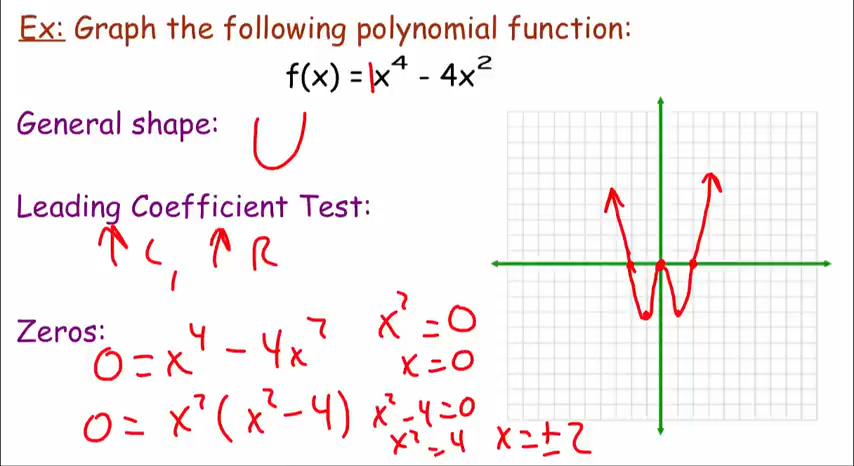 Ex: Graph the following polynomial function:
f(x) = 1x⁴ - 4x²
General shape:
Leading Coefficient Test:
↑ L, ↑ R
Zeros:
0 = x⁴ - 4x²
x² = 0
x = 0
0 = x²(x² - 4)
x² - 4 = 0
x² = 4
x = ± 2